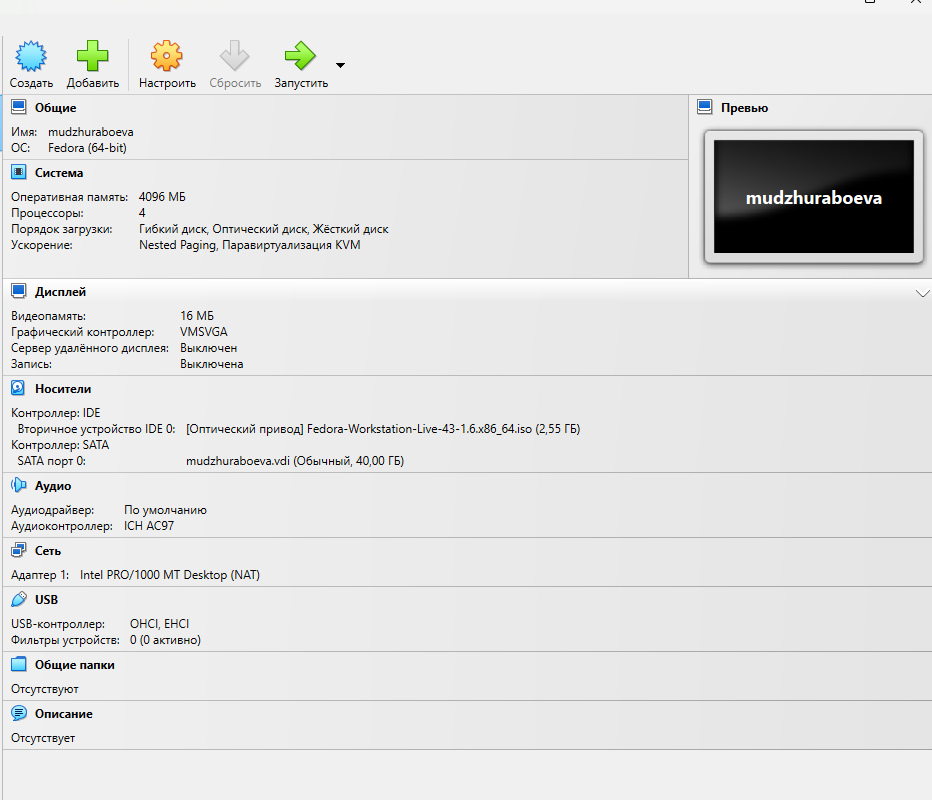 Создать Добавить Настроить Сбросить Запустить
Общие
Имя: mudzhuraboeva
ОС: Fedora (64-bit)
Превью
mudzhuraboeva
Система
Оперативная память: 4096 МБ
Процессоры: 4
Порядок загрузки: Гибкий диск, Оптический диск, Жёсткий диск
Ускорение: Nested Paging, Паравиртуализация KVM
Дисплей
Видеопамять: 16 МБ
Графический контроллер: VMSVGA
Сервер удалённого дисплея: Выключен
Запись: Выключена
Носители
Контроллер: IDE
Вторичное устройство IDE 0: [Оптический привод] Fedora-Workstation-Live-43-1.6.x86_64.iso (2,55 ГБ)
Контроллер: SATA
SATA порт 0: mudzhuraboeva.vdi (Обычный, 40,00 ГБ)
Аудио
Аудиодрайвер: По умолчанию
Аудиоконтроллер: ICH AC97
Сеть
Адаптер 1: Intel PRO/1000 MT Desktop (NAT)
USB
USB-контроллер: OHCI, EHCI
Фильтры устройств: 0 (0 активно)
Общие папки
Отсутствуют
Описание
Отсутствует